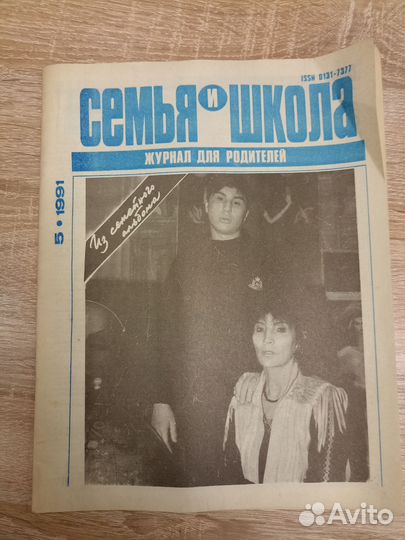 ISSN 0131-7377
СЕМЬЯ И ШКОЛА
ЖУРНАЛ ДЛЯ РОДИТЕЛЕЙ
5 • 1991
Из семейного
альбома
Avito